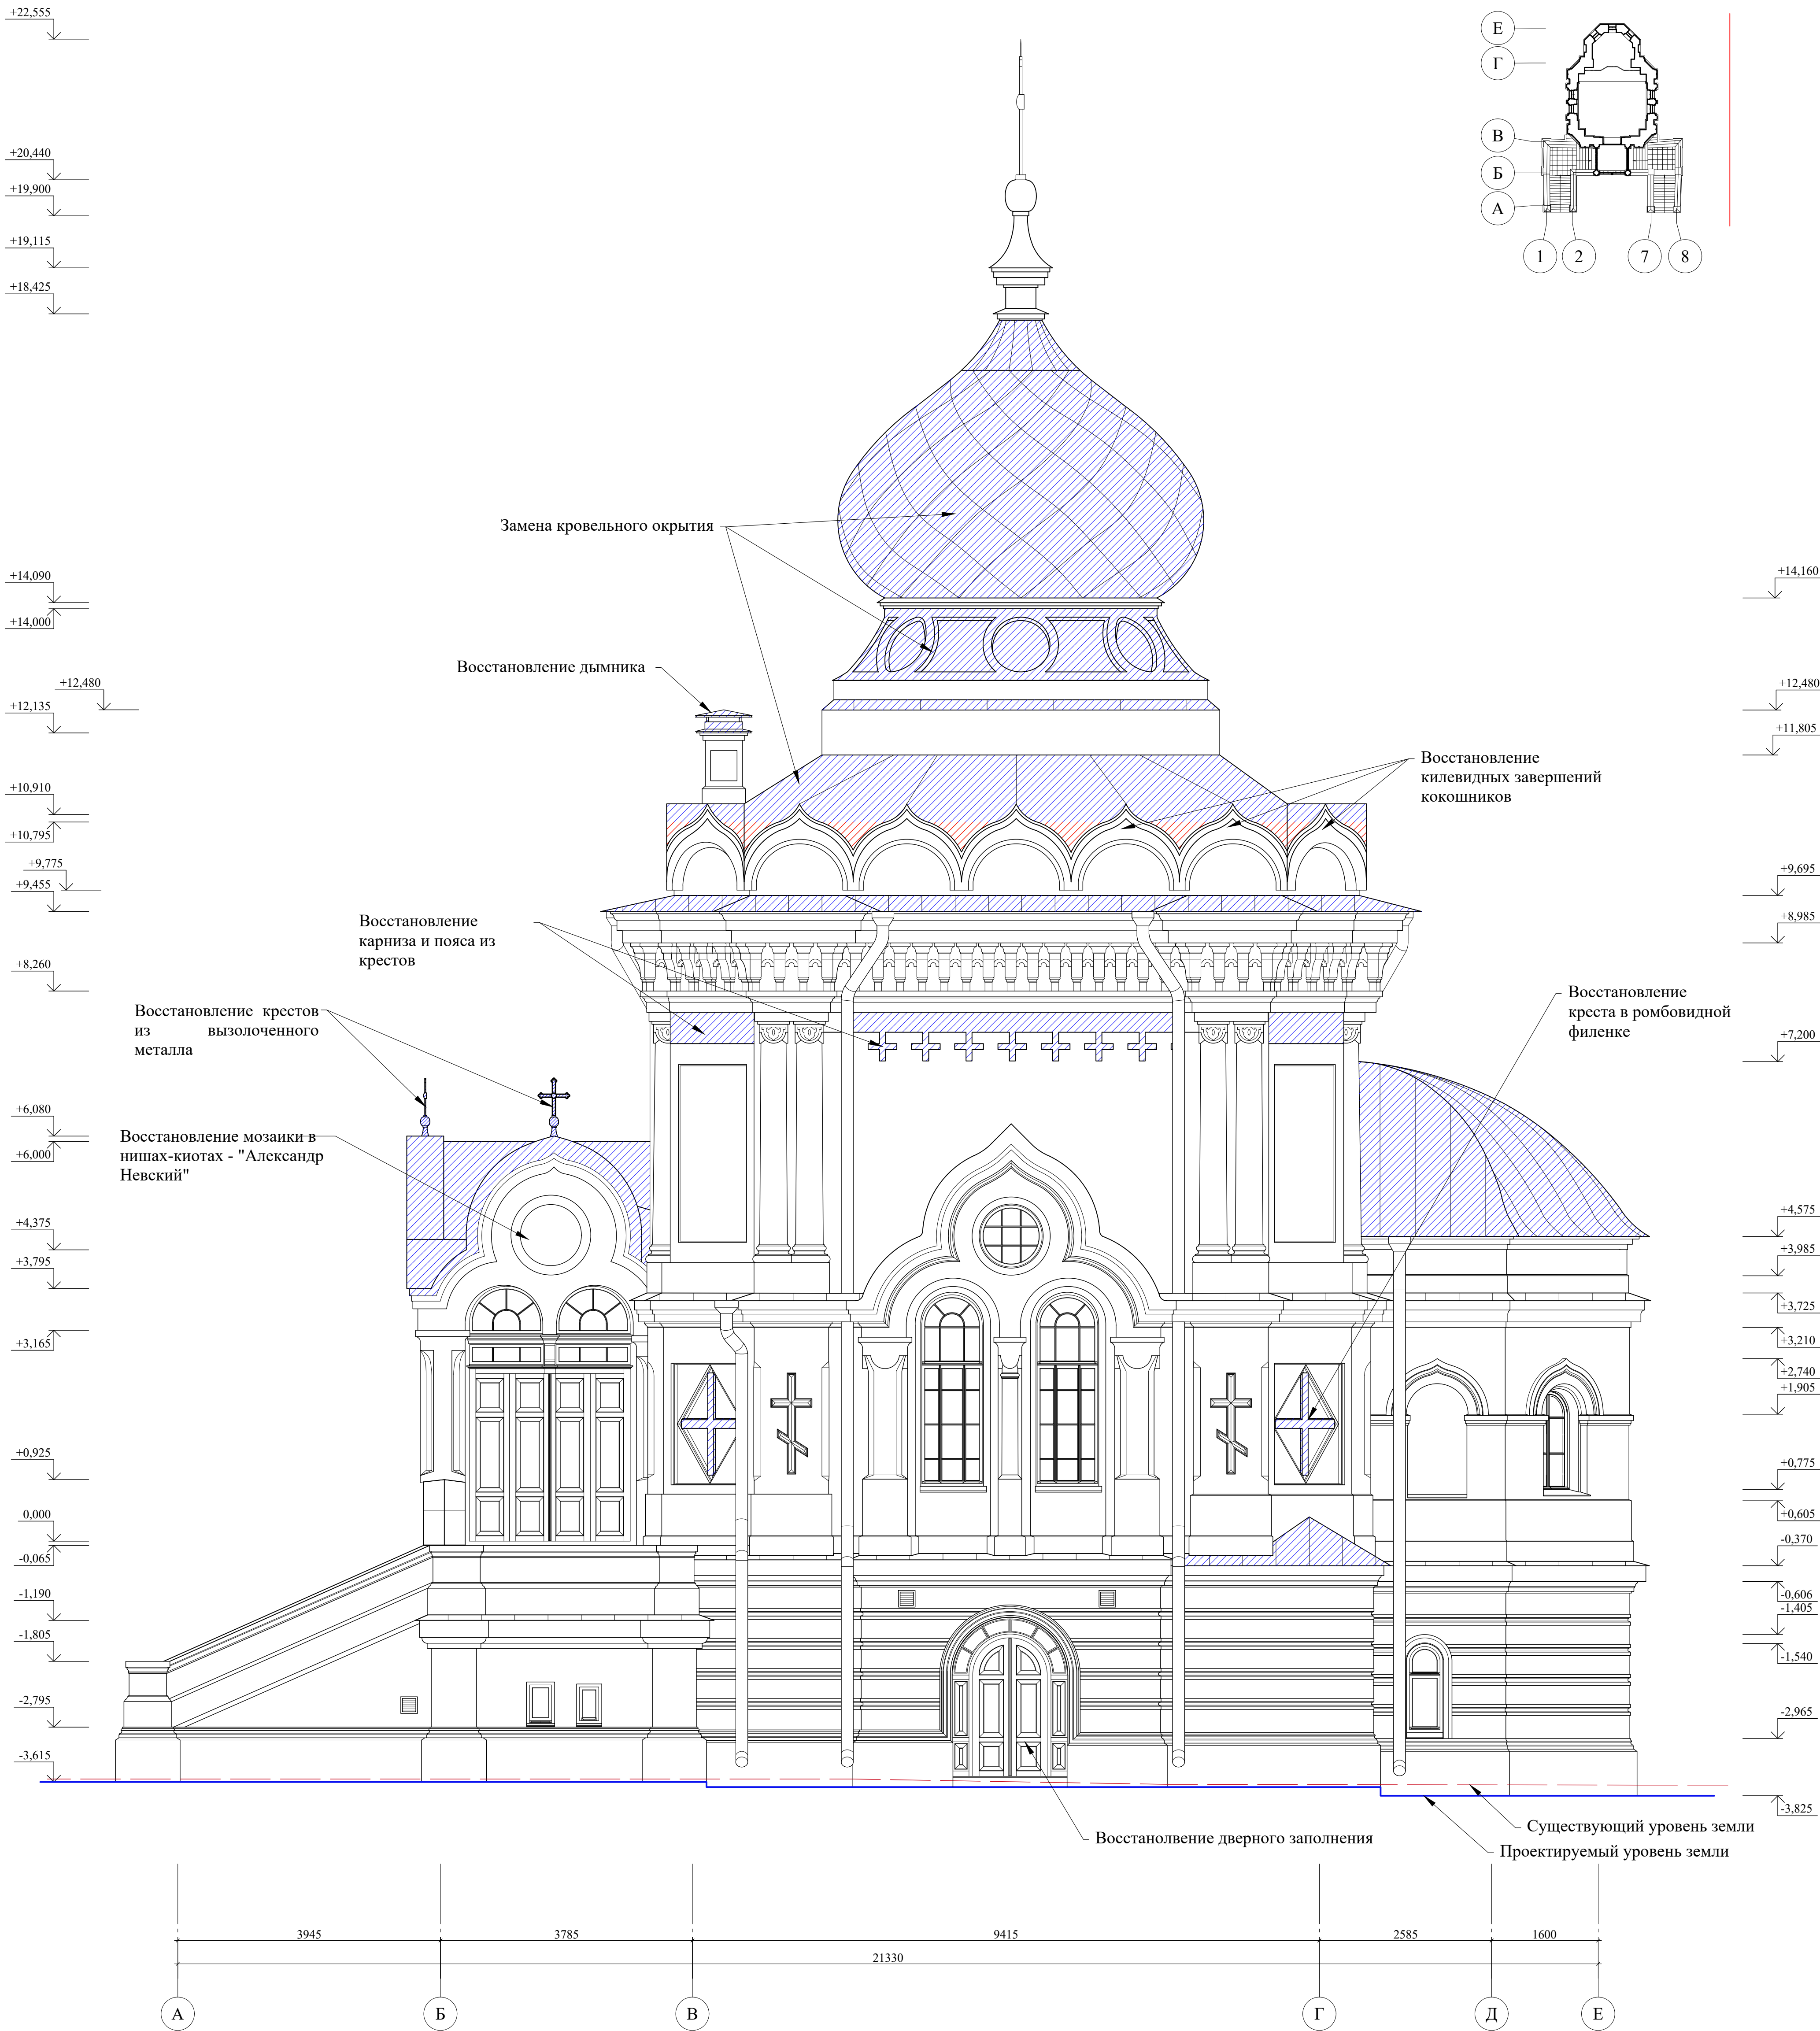 +22,555
+20,440
+19,900
+19,115
+18,425
Е
Г
В
Б
А
1 2 7 8
Замена кровельного окрытия
+14,090
+14,000
+14,160
Восстановление дымника
+12,480
+12,135
+12,480
+11,805
Восстановление
килевидных завершений
кокошников
+10,910
+10,795
+9,775
+9,455
+9,695
+8,985
Восстановление
карниза и пояса из
крестов
+8,260
Восстановление крестов
из вызолоченного
металла
Восстановление
креста в ромбовидной
филенке
+7,200
+6,080
+6,000
Восстановление мозаики в
нишах-киотах - "Александр
Невский"
+4,375
+3,795
+3,165
+4,575
+3,985
+3,725
+3,210
+2,740
+1,905
+0,925
0,000
-0,065
-1,190
-1,805
-2,795
-3,615
+0,775
+0,605
-0,370
-0,606
-1,405
-1,540
-2,965
-3,825
Восстанолвение дверного заполнения
Существующий уровень земли
Проектируемый уровень земли
3945 3785 9415 2585 1600
21330
А Б В Г Д Е